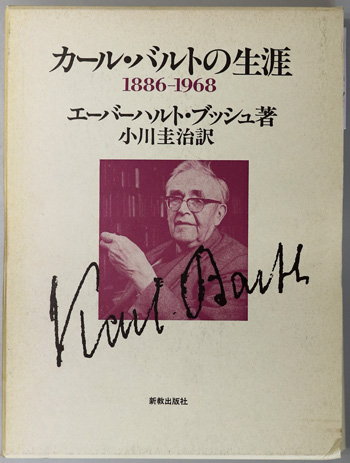 カール・バルトの生涯
1886-1968
エーバーハルト・ブッシュ著
小川圭治訳
Karl Barth
新教出版社